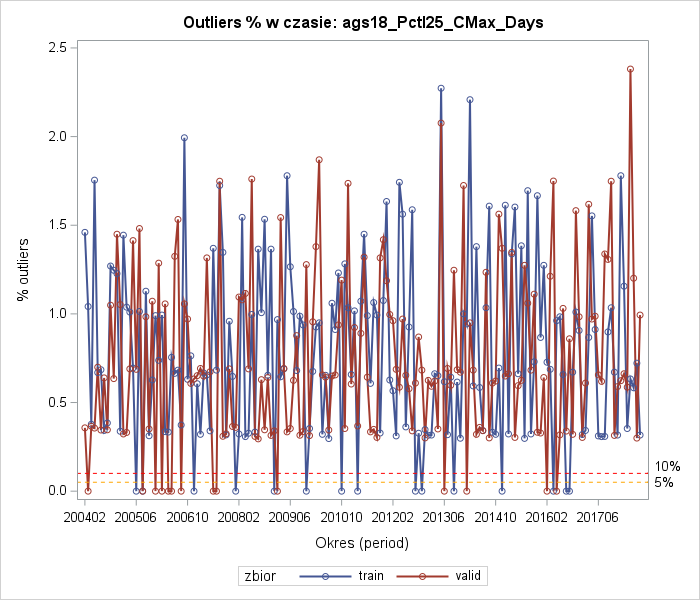 Outliers % w czasie: ags18_Pctl25_CMax_Days
% outliers
2.5
2.0
1.5
1.0
0.5
0.0
10%
5%
200402 200506 200610 200802 200906 201010 201202 201306 201410 201602 201706
Okres (period)
zbior train valid